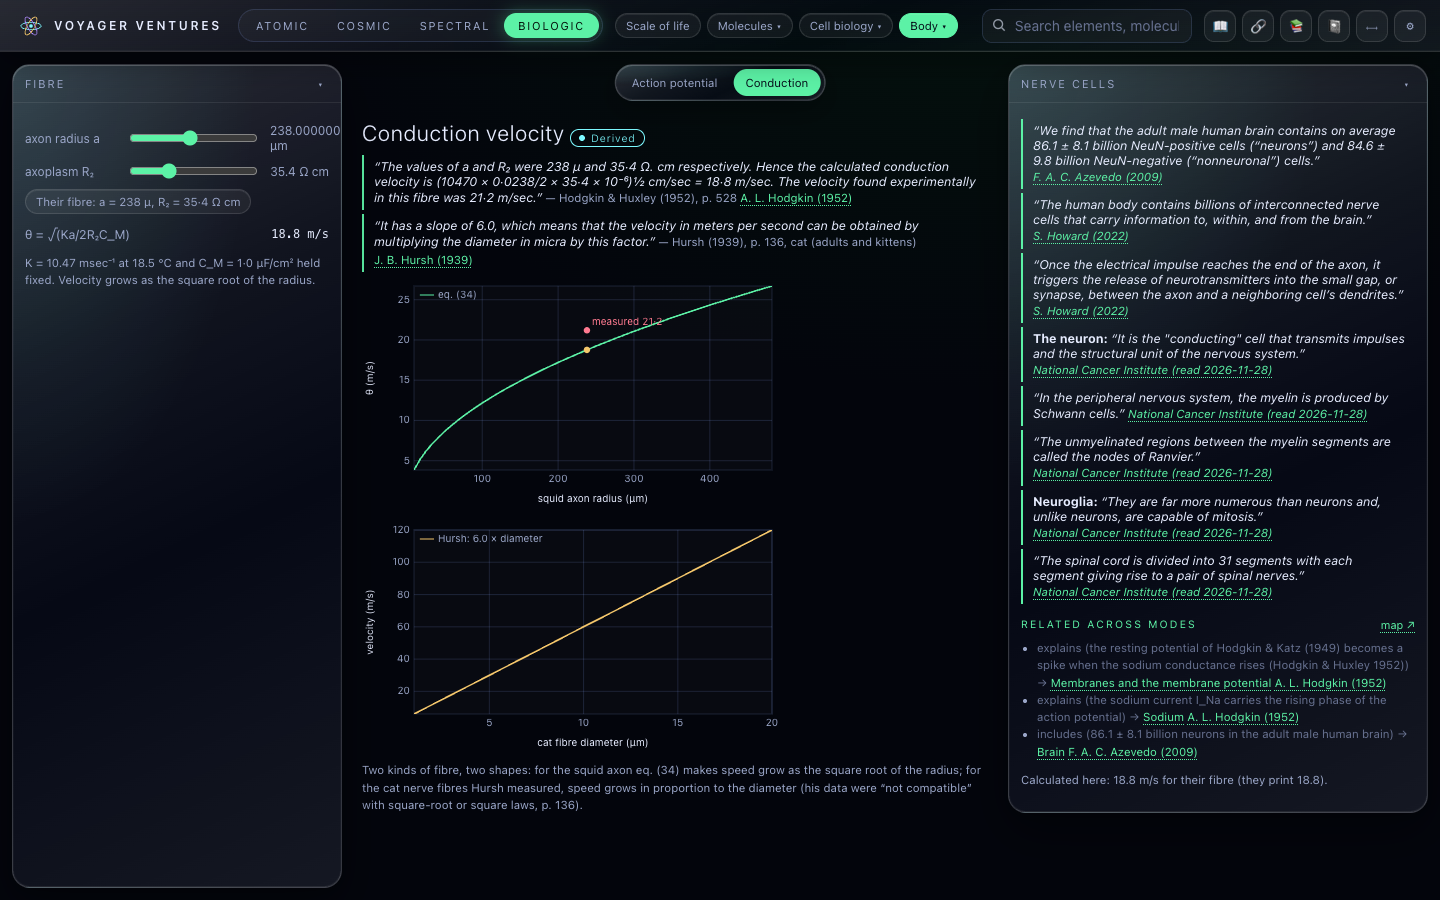 VOYAGER VENTURES
ATOMIC COSMIC SPECTRAL BIOLOGIC
Scale of life Molecules Cell biology Body
Search elements, molecul
FIBRE
axon radius a 238.000000 μm
axoplasm R₂ 35.4 Ω cm
Their fibre: a = 238 μ, R₂ = 35·4 Ω cm
θ = √(Ka/2R₂C_M) 18.8 m/s
K = 10.47 msec⁻¹ at 18.5 °C and C_M = 1·0 μF/cm² held
fixed. Velocity grows as the square root of the radius.
Action potential Conduction
Conduction velocity Derived
“The values of a and R₂ were 238 μ and 35·4 Ω. cm respectively. Hence the calculated conduction
velocity is (10470 × 0·0238/2 × 35·4 × 10⁻⁶)½ cm/sec = 18·8 m/sec. The velocity found experimentally
in this fibre was 21·2 m/sec.” — Hodgkin & Huxley (1952), p. 528 A. L. Hodgkin (1952)
“It has a slope of 6.0, which means that the velocity in meters per second can be obtained by
multiplying the diameter in micra by this factor.” — Hursh (1939), p. 136, cat (adults and kittens)
J. B. Hursh (1939)
eq. (34)
measured 21·2
25
20
15
10
5
θ (m/s)
100 200 300 400
squid axon radius (μm)
Hursh: 6.0 × diameter
120
100
80
60
40
20
velocity (m/s)
5 10 15 20
cat fibre diameter (μm)
Two kinds of fibre, two shapes: for the squid axon eq. (34) makes speed grow as the square root of the radius; for
the cat nerve fibres Hursh measured, speed grows in proportion to the diameter (his data were “not compatible”
with square-root or square laws, p. 136).
NERVE CELLS
“We find that the adult male human brain contains on average
86.1 ± 8.1 billion NeuN-positive cells (“neurons”) and 84.6 ±
9.8 billion NeuN-negative (“nonneuronal”) cells.”
F. A. C. Azevedo (2009)
“The human body contains billions of interconnected nerve
cells that carry information to, within, and from the brain.”
S. Howard (2022)
“Once the electrical impulse reaches the end of the axon, it
triggers the release of neurotransmitters into the small gap, or
synapse, between the axon and a neighboring cell’s dendrites.”
S. Howard (2022)
The neuron: “It is the "conducting" cell that transmits impulses
and the structural unit of the nervous system.”
National Cancer Institute (read 2026-11-28)
“In the peripheral nervous system, the myelin is produced by
Schwann cells.” National Cancer Institute (read 2026-11-28)
“The unmyelinated regions between the myelin segments are
called the nodes of Ranvier.”
National Cancer Institute (read 2026-11-28)
Neuroglia: “They are far more numerous than neurons and,
unlike neurons, are capable of mitosis.”
National Cancer Institute (read 2026-11-28)
“The spinal cord is divided into 31 segments with each
segment giving rise to a pair of spinal nerves.”
National Cancer Institute (read 2026-11-28)
RELATED ACROSS MODES map ↗
explains (the resting potential of Hodgkin & Katz (1949) becomes a
spike when the sodium conductance rises (Hodgkin & Huxley 1952))
→ Membranes and the membrane potential A. L. Hodgkin (1952)
explains (the sodium current I_Na carries the rising phase of the
action potential) → Sodium A. L. Hodgkin (1952)
includes (86.1 ± 8.1 billion neurons in the adult male human brain) →
Brain F. A. C. Azevedo (2009)
Calculated here: 18.8 m/s for their fibre (they print 18.8).